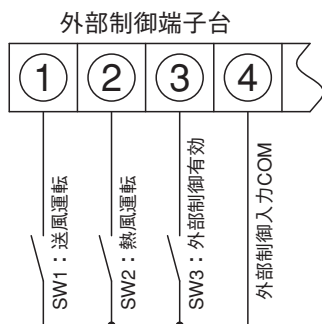 外部制御端子台
① ② ③ ④
SW1：送風運転
SW2：熱風運転
SW3：外部制御有効
外部制御入力COM